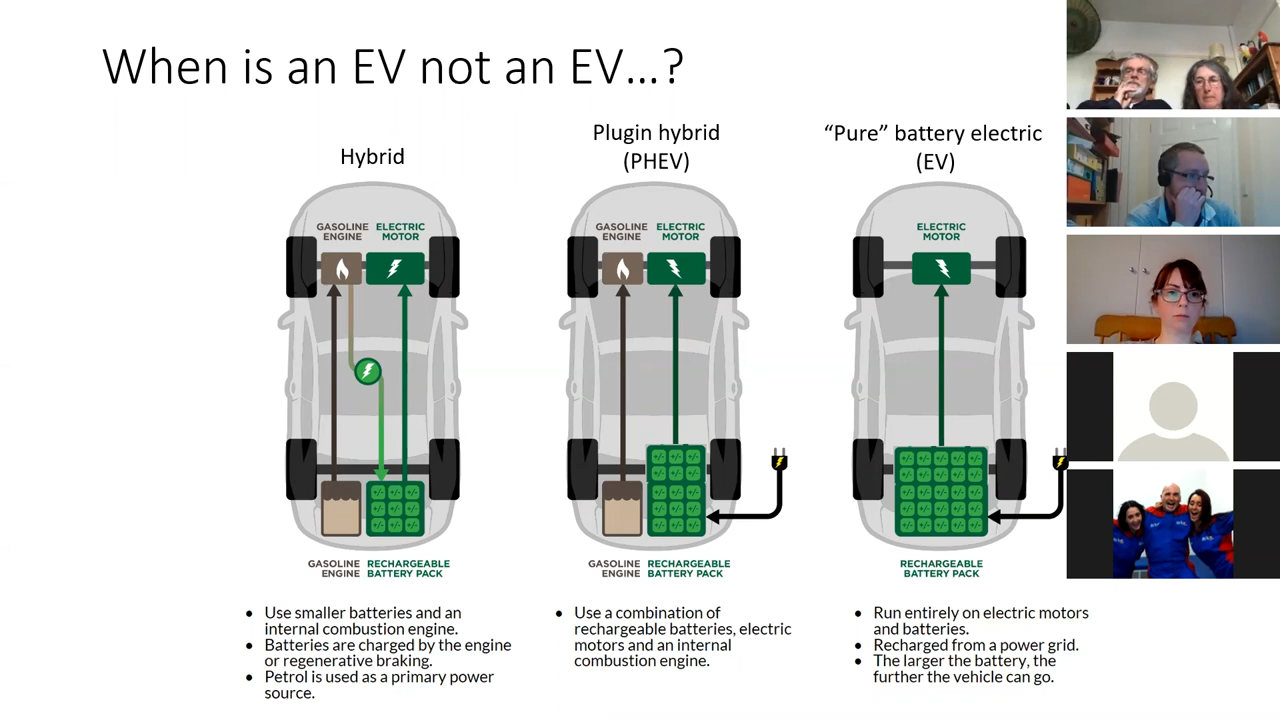 When is an EV not an EV...?
Hybrid
Plugin hybrid
(PHEV)
“Pure” battery electric
(EV)
GASOLINE
ENGINE
ELECTRIC
MOTOR
GASOLINE
ENGINE
ELECTRIC
MOTOR
ELECTRIC
MOTOR
GASOLINE
ENGINE
RECHARGEABLE
BATTERY PACK
GASOLINE
ENGINE
RECHARGEABLE
BATTERY PACK
RECHARGEABLE
BATTERY PACK
• Use smaller batteries and an
internal combustion engine.
• Batteries are charged by the engine
or regenerative braking.
• Petrol is used as a primary power
source.
• Use a combination of
rechargeable batteries, electric
motors and an internal
combustion engine.
• Run entirely on electric motors
and batteries.
• Recharged from a power grid.
• The larger the battery, the
further the vehicle can go.